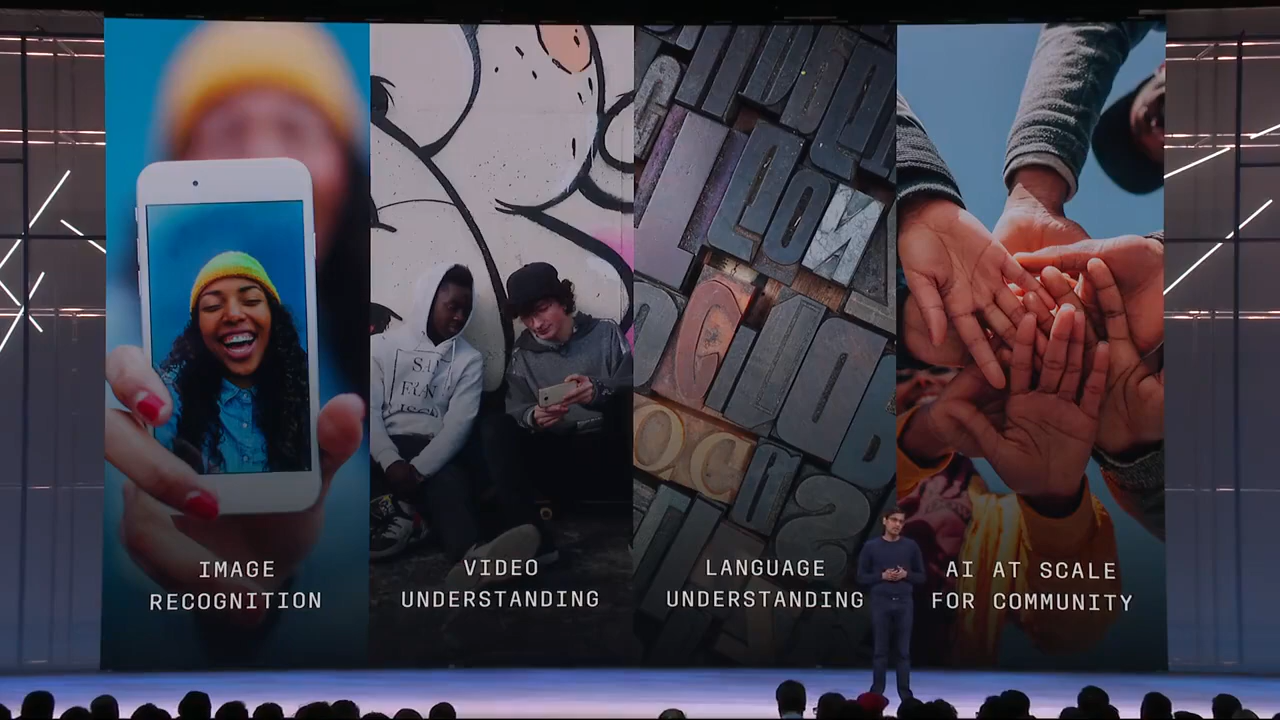 IMAGE
RECOGNITION
VIDEO
UNDERSTANDING
LANGUAGE
UNDERSTANDING
AI AT SCALE
FOR COMMUNITY